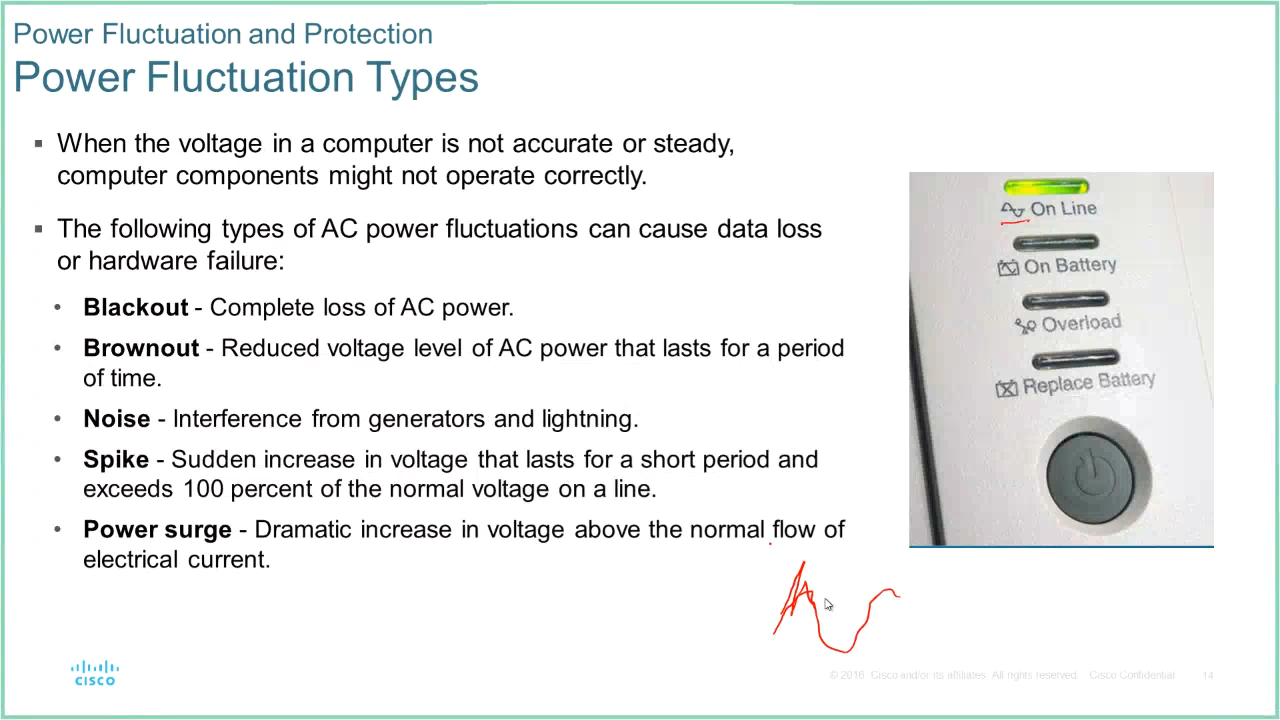 Power Fluctuation and Protection
Power Fluctuation Types
When the voltage in a computer is not accurate or steady,
computer components might not operate correctly.
The following types of AC power fluctuations can cause data loss
or hardware failure:
Blackout - Complete loss of AC power.
Brownout - Reduced voltage level of AC power that lasts for a period
of time.
Noise - Interference from generators and lightning.
Spike - Sudden increase in voltage that lasts for a short period and
exceeds 100 percent of the normal voltage on a line.
Power surge - Dramatic increase in voltage above the normal flow of
electrical current.
On Line
On Battery
Overload
Replace Battery
CISCO
© 2016 Cisco and/or its affiliates. All rights reserved. Cisco Confidential 14